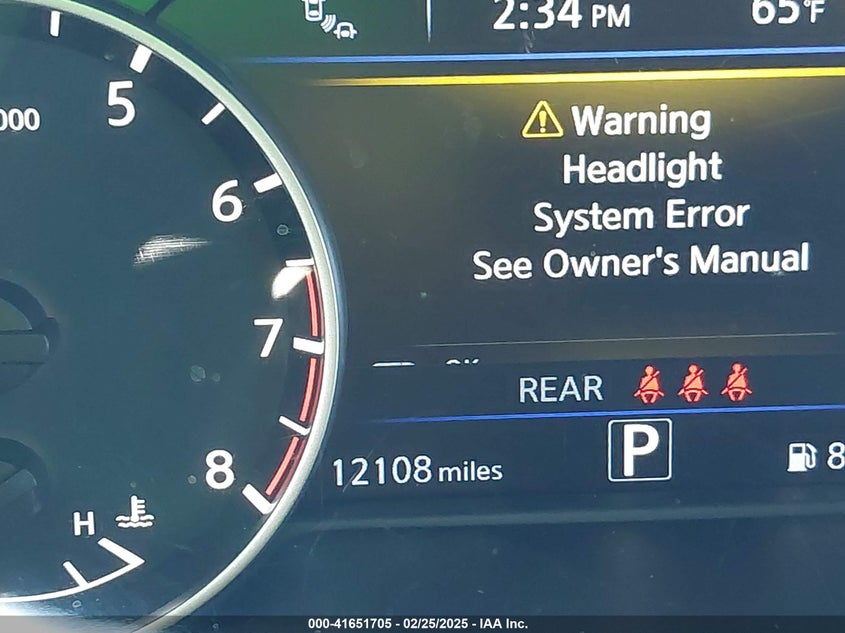 2:34 PM
65°F
5
000
Warning
6
Headlight
System Error
See Owner's Manual
7
REAR
P
8
12108 miles
8
H
000-41651705 - 02/25/2025 - IAA Inc.